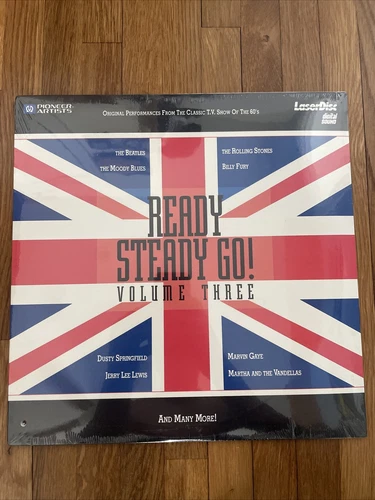 PIONEER ARTISTS
ORIGINAL PERFORMANCES FROM THE CLASSIC T.V. SHOW OF THE 60's
LaserDisc
digital
SOUND
THE BEATLES
THE ROLLING STONES
THE MOODY BLUES
BILLY FURY
READY
STEADY GO!
VOLUME THREE
DUSTY SPRINGFIELD
MARVIN GAYE
JERRY LEE LEWIS
MARTHA AND THE VANDELLAS
AND MANY MORE!